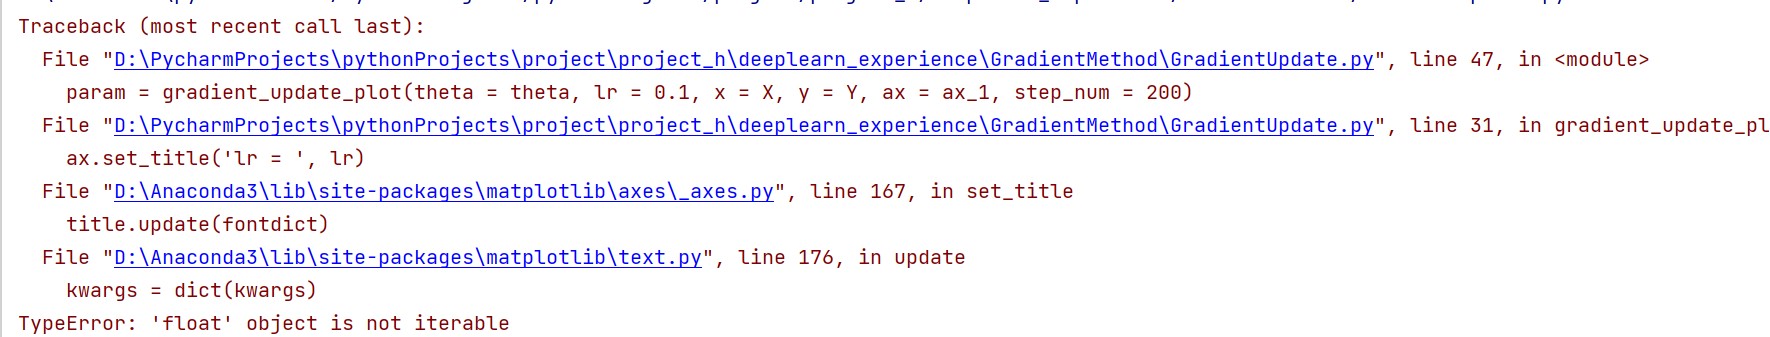 Traceback (most recent call last):
File "D:\PycharmProjects\pythonProjects\project\project_h\deeplearn_experience\GradientMethod\GradientUpdate.py", line 47, in <module>
param = gradient_update_plot(theta = theta, lr = 0.1, x = X, y = Y, ax = ax_1, step_num = 200)
File "D:\PycharmProjects\pythonProjects\project\project_h\deeplearn_experience\GradientMethod\GradientUpdate.py", line 31, in gradient_update_pl
ax.set_title('lr = ', lr)
File "D:\Anaconda3\lib\site-packages\matplotlib\axes\_axes.py", line 167, in set_title
title.update(fontdict)
File "D:\Anaconda3\lib\site-packages\matplotlib\text.py", line 176, in update
kwargs = dict(kwargs)
TypeError: 'float' object is not iterable